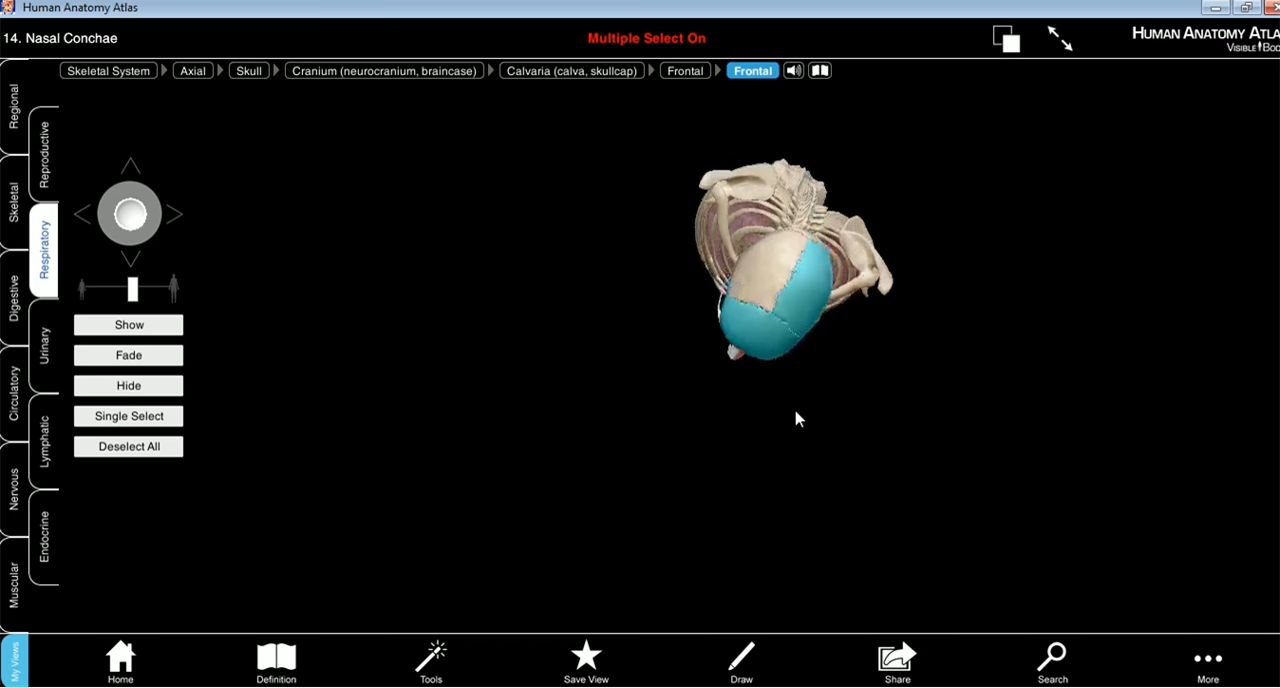 Human Anatomy Atlas
14. Nasal Conchae
Multiple Select On
HUMAN ANATOMY
VISIBLE
Skeletal System
Axial
Skull
Cranium (neurocranium, braincase)
Calvaria (calva, skullcap)
Frontal
Frontal
Regional
Skeletal
Digestive
Circulatory
Nervous
Muscular
My Views
Reproductive
Respiratory
Urinary
Lymphatic
Endocrine
Show
Fade
Hide
Single Select
Deselect All
Home
Definition
Tools
Save View
Draw
Share
Search
More